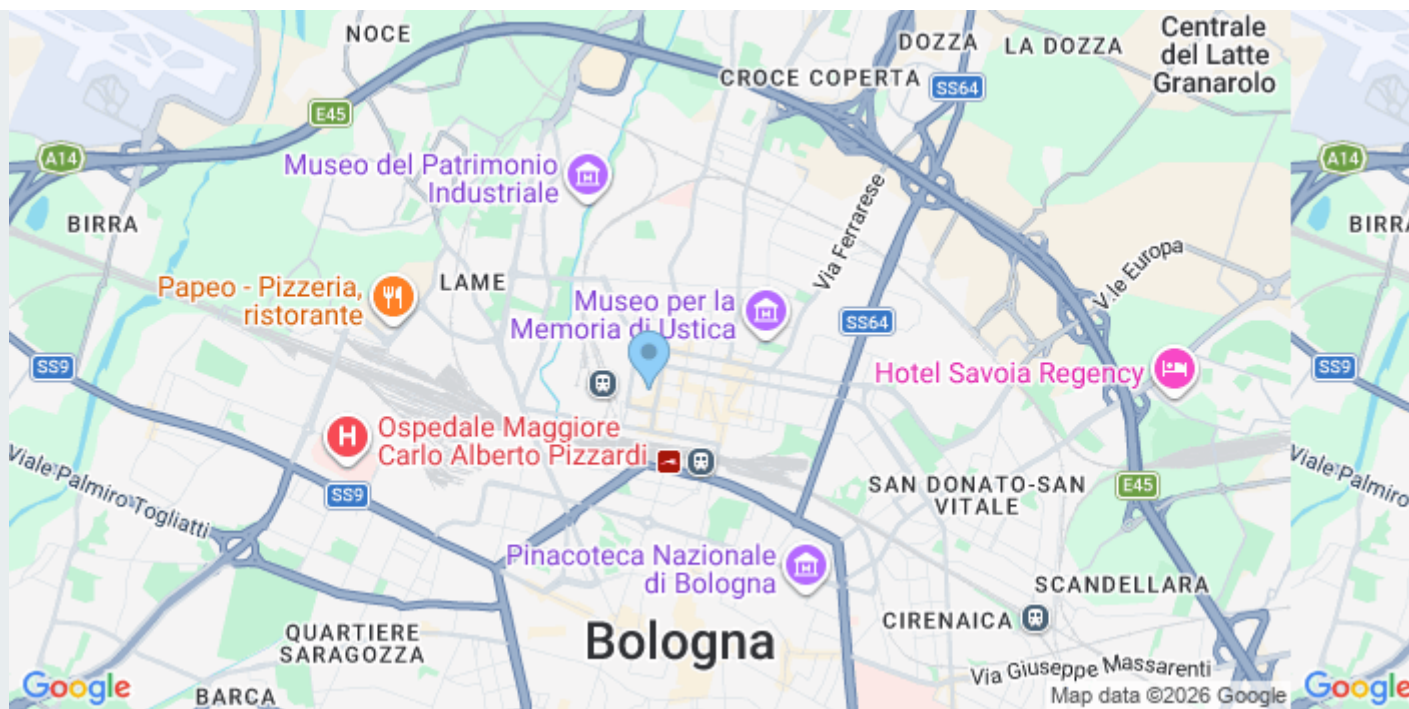 NOCE
DOZZA
LA DOZZA
Centrale
del Latte
Granarolo
CROCE COPERTA
SS64
E45
A14
A14
Museo del Patrimonio
Industriale
BIRRA
BIRRA
Via Ferrarese
V.le Europa
LAME
Papeo - Pizzeria,
ristorante
Museo per la
Memoria di Ustica
SS64
SS9
SS9
Hotel Savoia Regency
H
Ospedale Maggiore
Carlo Alberto Pizzardi
Viale Palmiro Togliatti
Viale Palmiro
SS9
SAN DONATO-SAN
VITALE
E45
Pinacoteca Nazionale
di Bologna
SCANDELLARA
CIRENAICA
QUARTIERE
SARAGOZZA
Bologna
Via Giuseppe Massarenti
BARCA
Google
Map data ©2026 Google
Google